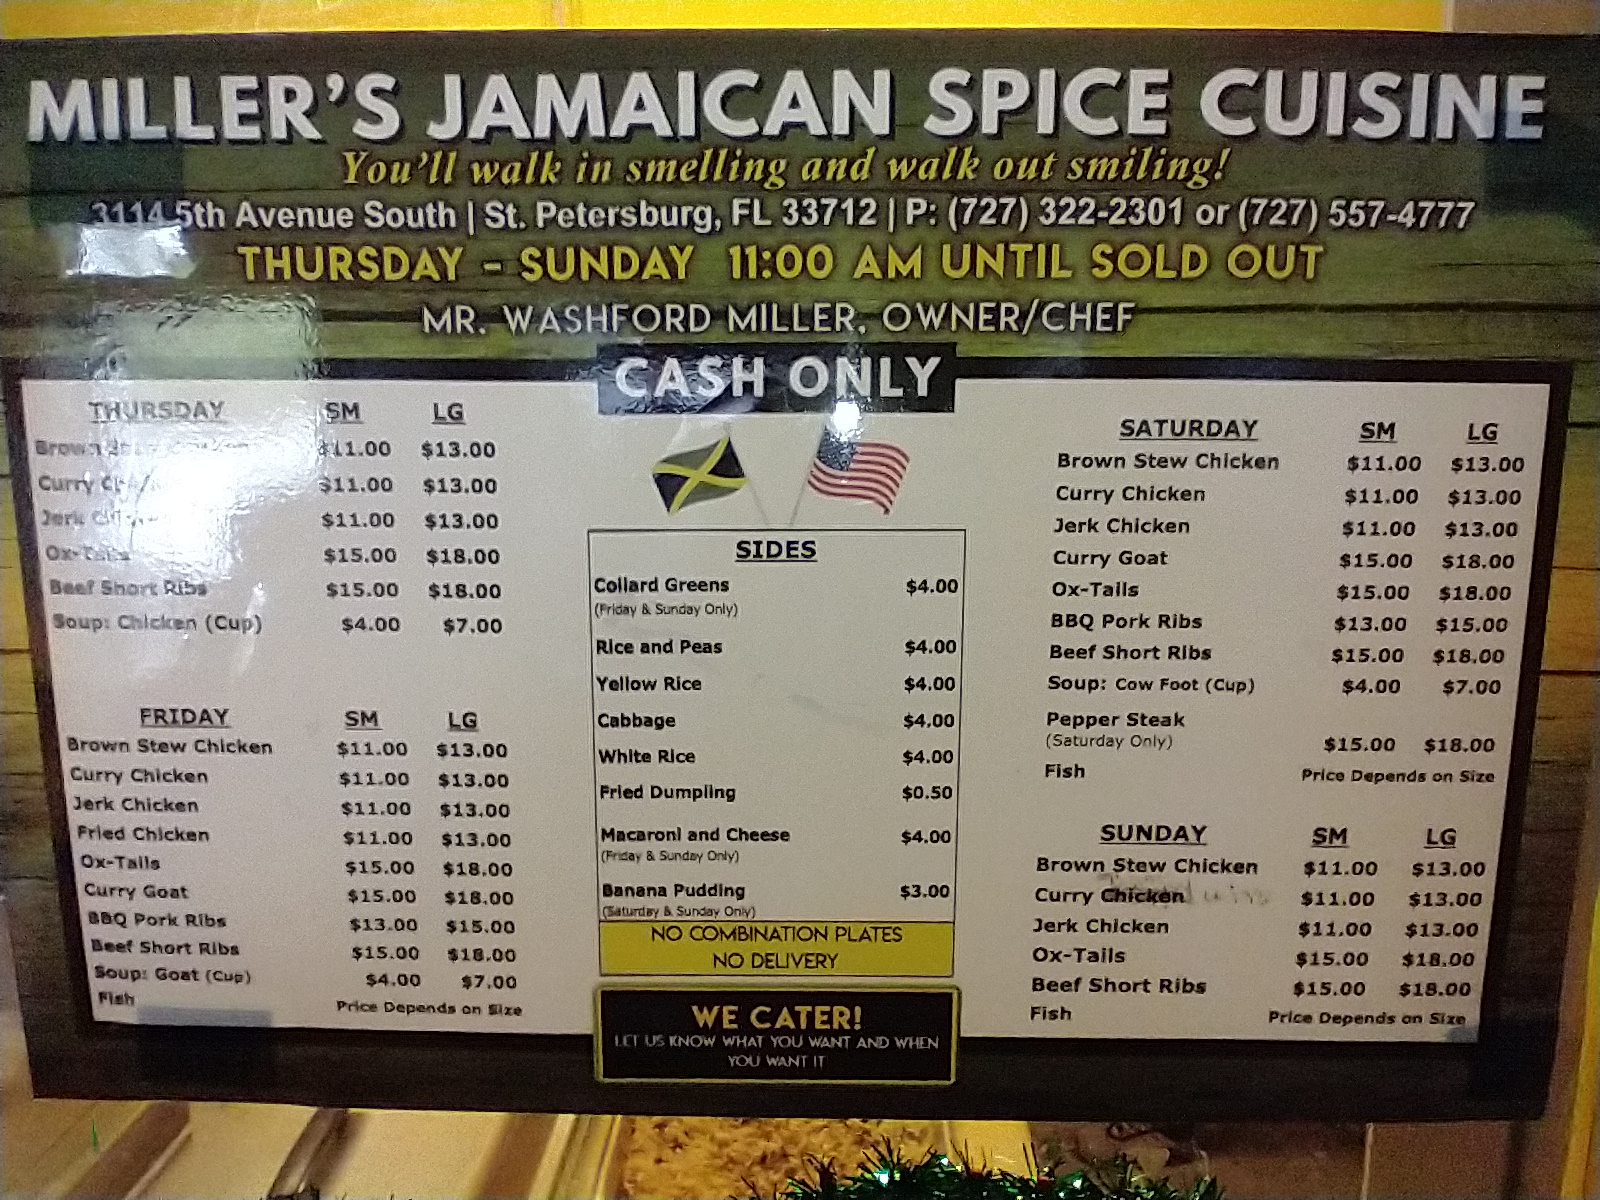 MILLER'S JAMAICAN SPICE CUISINE
You'll walk in smelling and walk out smiling!
3114 5th Avenue South | St. Petersburg, FL 33712 | P: (727) 322-2301 or (727) 557-4777
THURSDAY - SUNDAY 11:00 AM UNTIL SOLD OUT
MR. WASHFORD MILLER, OWNER/CHEF
CASH ONLY
THURSDAY SM LG
Brown $11.00 $13.00
Curry $11.00 $13.00
Jerk $11.00 $13.00
Ox-Tails $15.00 $18.00
Beef Short Ribs $15.00 $18.00
Soup: Chicken (Cup) $4.00 $7.00
FRIDAY SM LG
Brown Stew Chicken $11.00 $13.00
Curry Chicken $11.00 $13.00
Jerk Chicken $11.00 $13.00
Fried Chicken $11.00 $13.00
Ox-Tails $15.00 $18.00
Curry Goat $15.00 $18.00
BBQ Pork Ribs $13.00 $15.00
Beef Short Ribs $15.00 $18.00
Soup: Goat (Cup) $4.00 $7.00
Fish Price Depends on Size
SIDES
Collard Greens $4.00
(Friday & Sunday Only)
Rice and Peas $4.00
Yellow Rice $4.00
Cabbage $4.00
White Rice $4.00
Fried Dumpling $0.50
Macaroni and Cheese $4.00
(Friday & Sunday Only)
Banana Pudding $3.00
(Saturday & Sunday Only)
NO COMBINATION PLATES
NO DELIVERY
WE CATER!
LET US KNOW WHAT YOU WANT AND WHEN
YOU WANT IT
SATURDAY SM LG
Brown Stew Chicken $11.00 $13.00
Curry Chicken $11.00 $13.00
Jerk Chicken $11.00 $13.00
Curry Goat $15.00 $18.00
Ox-Tails $15.00 $18.00
BBQ Pork Ribs $13.00 $15.00
Beef Short Ribs $15.00 $18.00
Soup: Cow Foot (Cup) $4.00 $7.00
Pepper Steak
(Saturday Only) $15.00 $18.00
Fish Price Depends on Size
SUNDAY SM LG
Brown Stew Chicken $11.00 $13.00
Curry Chicken $11.00 $13.00
Jerk Chicken $11.00 $13.00
Ox-Tails $15.00 $18.00
Beef Short Ribs $15.00 $18.00
Fish Price Depends on Size